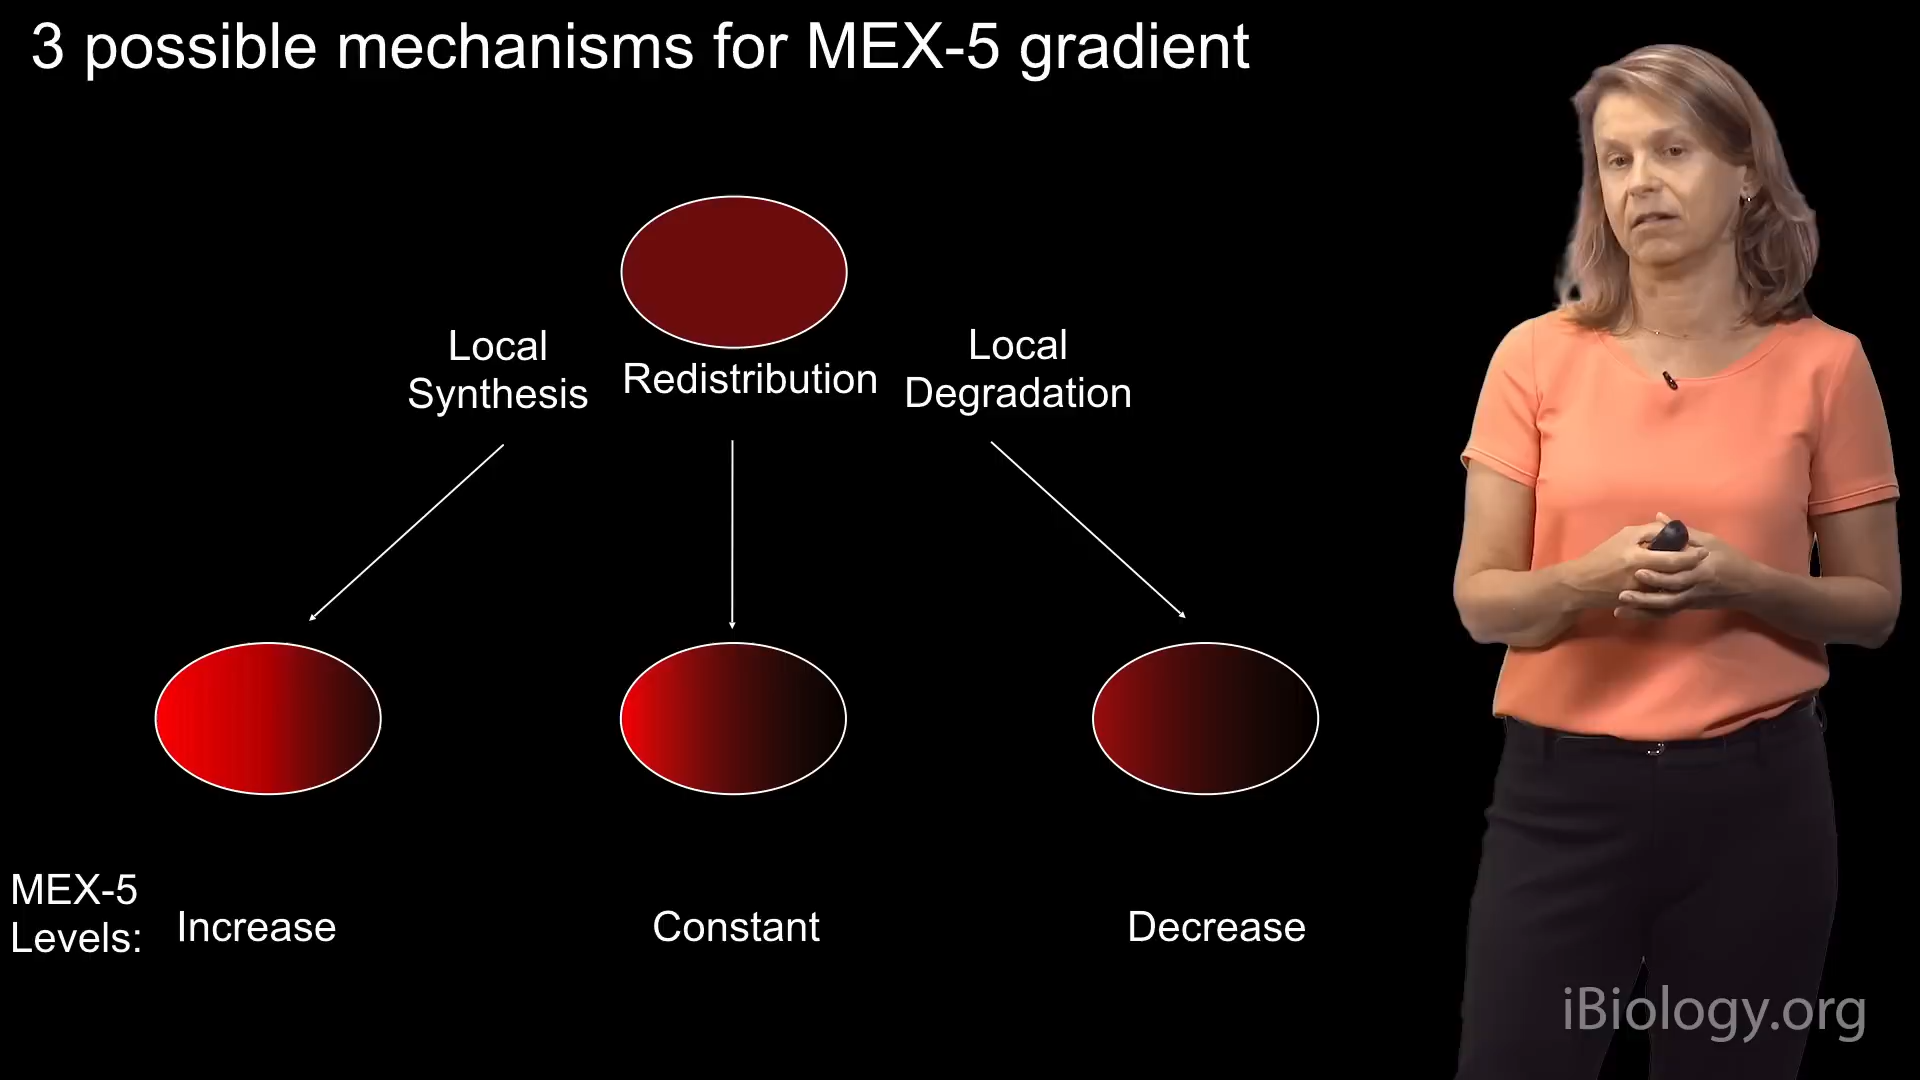 3 possible mechanisms for MEX-5 gradient
Local
Synthesis
Redistribution
Local
Degradation
MEX-5
Levels:
Increase
Constant
Decrease
iBiology.org